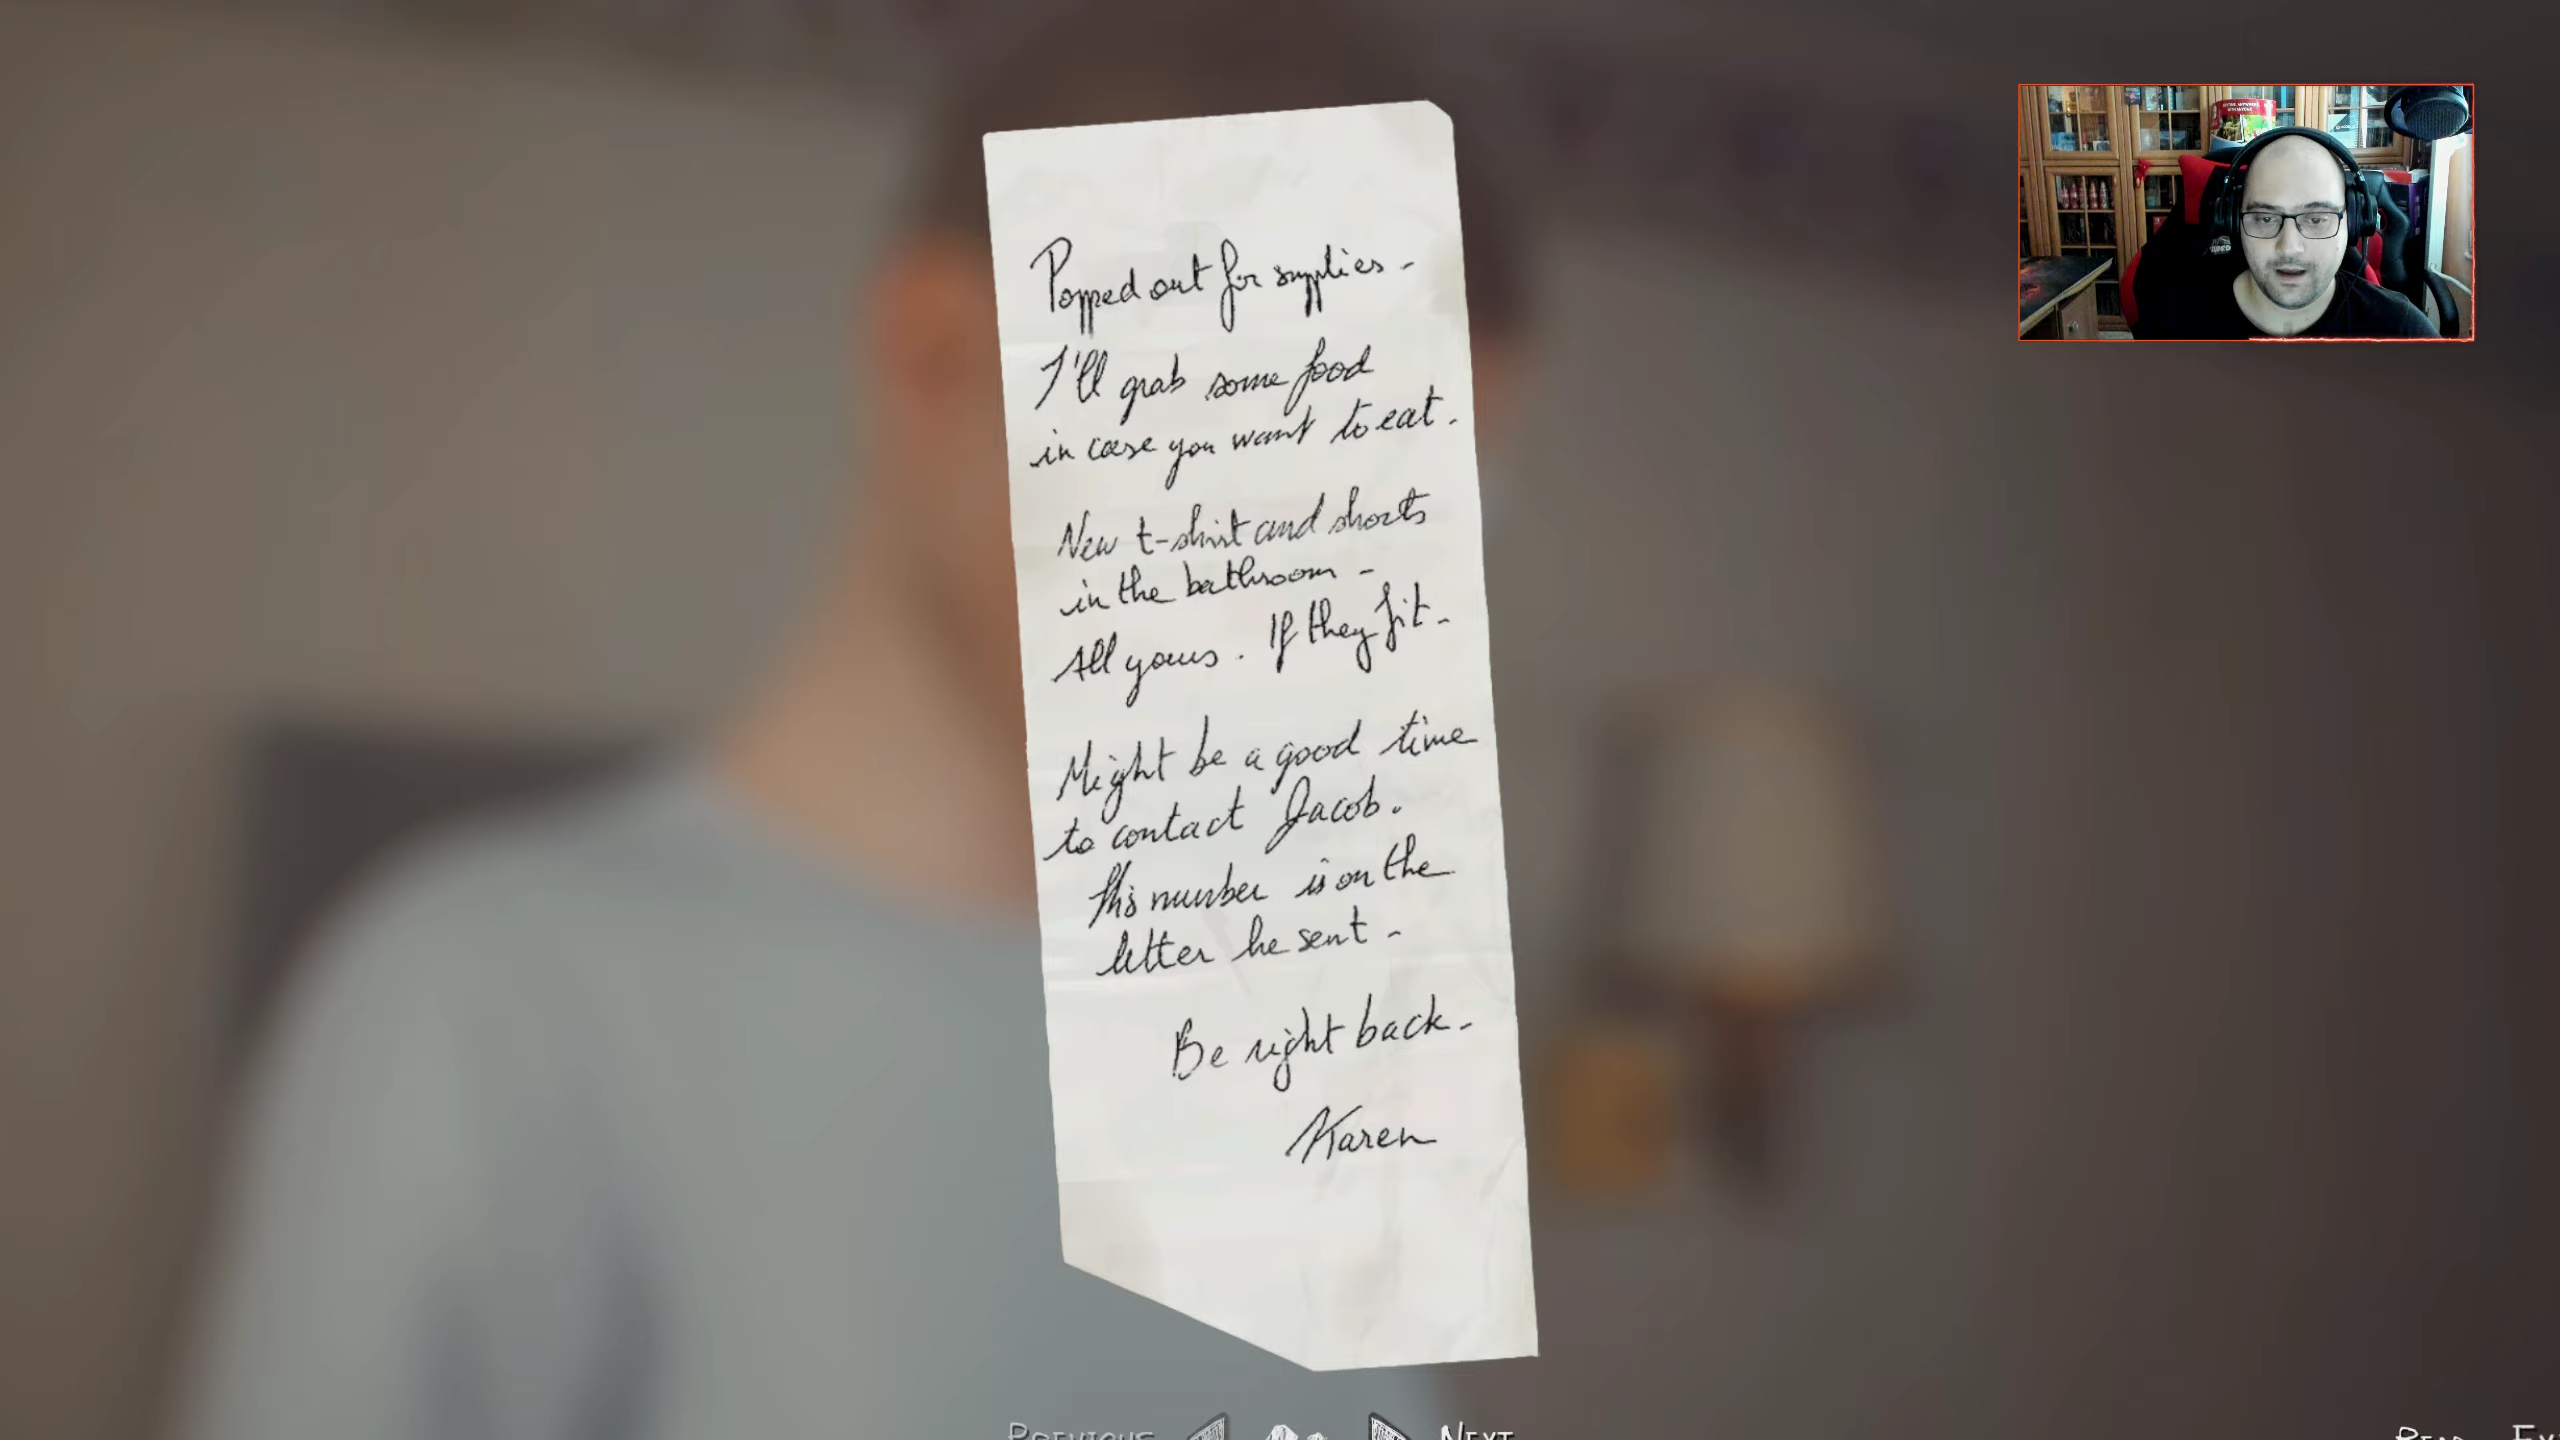 Popped out for supplies -
I'll grab some food
in case you want to eat.
New t-shirt and shorts
in the bathroom -
All yours. If they fit -
Might be a good time
to contact Jacob.
His number is on the
letter he sent -
Be right back -
Karen
PREVIOUS NEXT